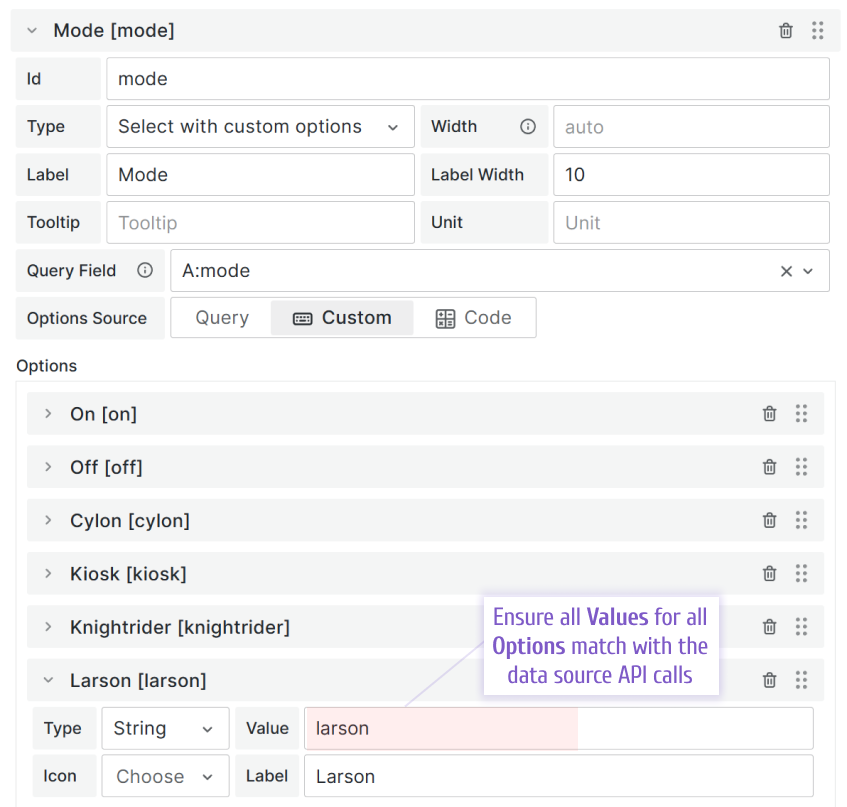 Mode [mode]
Id mode
Type Select with custom options Width auto
Label Mode Label Width 10
Tooltip Tooltip Unit Unit
Query Field A:mode
Options Source Query Custom Code
Options
On [on]
Off [off]
Cylon [cylon]
Kiosk [kiosk]
Knightrider [knightrider]
Ensure all Values for all
Options match with the
data source API calls
Larson [larson]
Type String Value larson
Icon Choose Label Larson